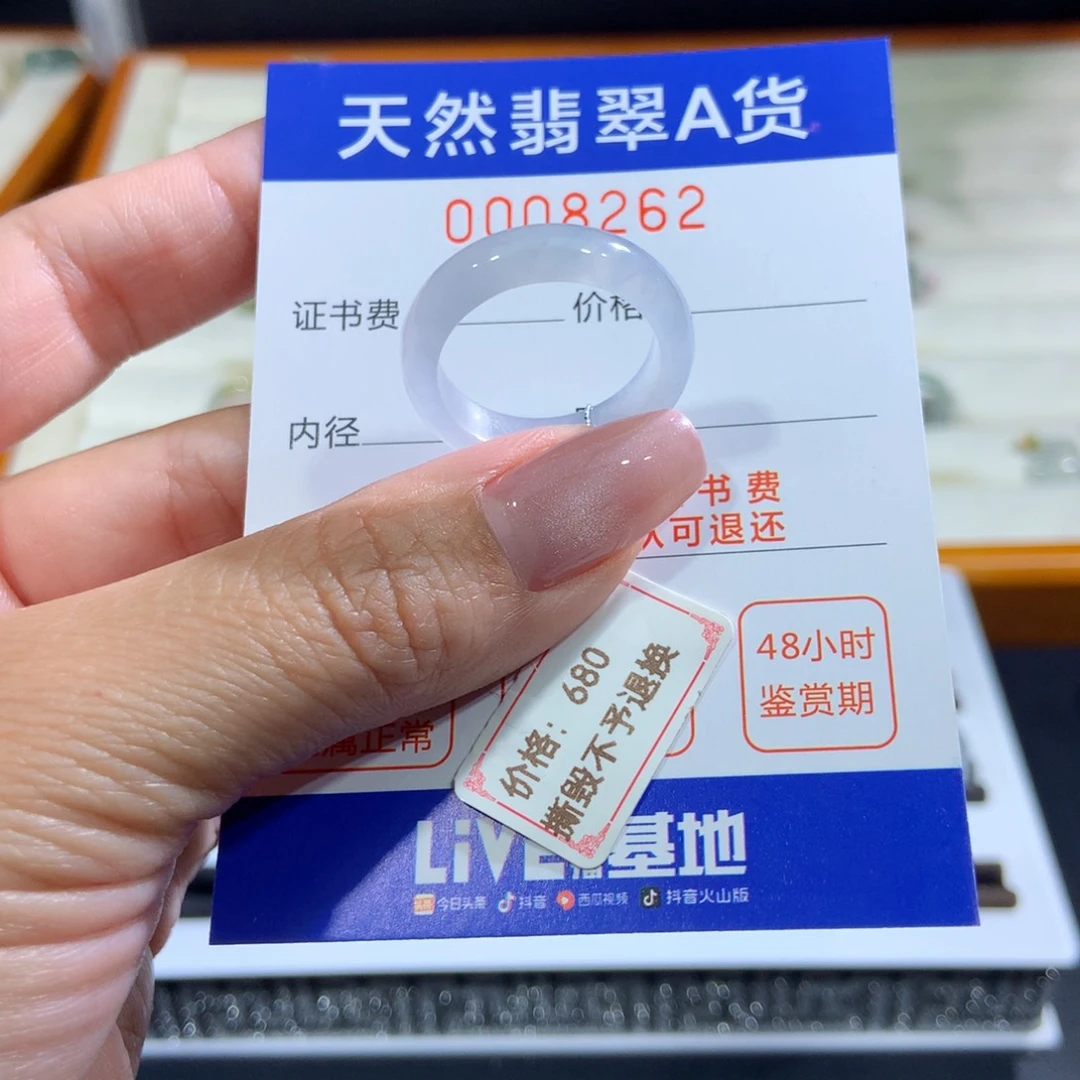 天然翡翠A货
0008262
证书费 价格
内径
书费
可退还
48小时
鉴赏期
正常
价格：680
撕毁不予退换
LiVE 基地
今日头条 抖音 西瓜视频 抖音火山版